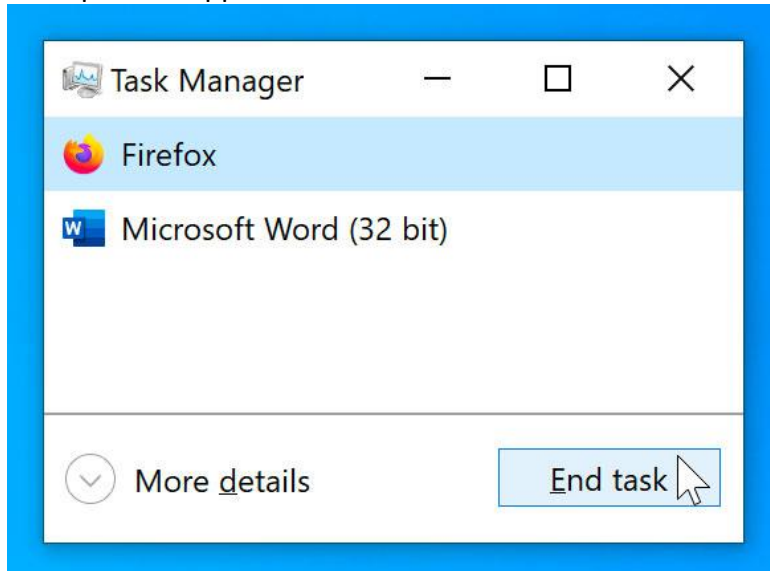 Task Manager
Firefox
W
Microsoft Word (32 bit)
More details
End task